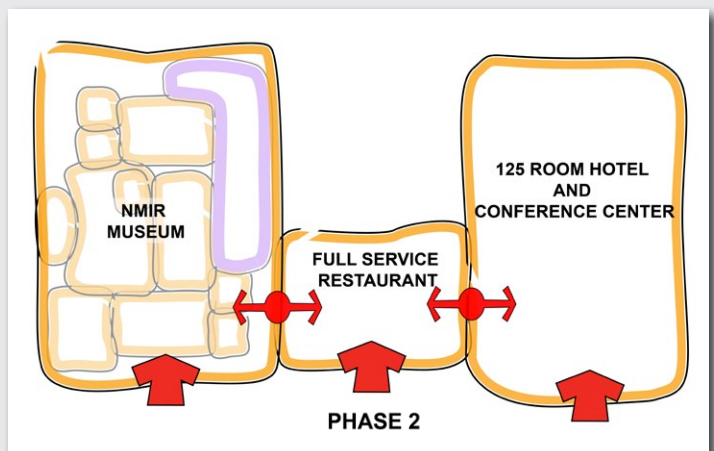 NMIR
MUSEUM
FULL SERVICE
RESTAURANT
125 ROOM HOTEL
AND
CONFERENCE CENTER
PHASE 2